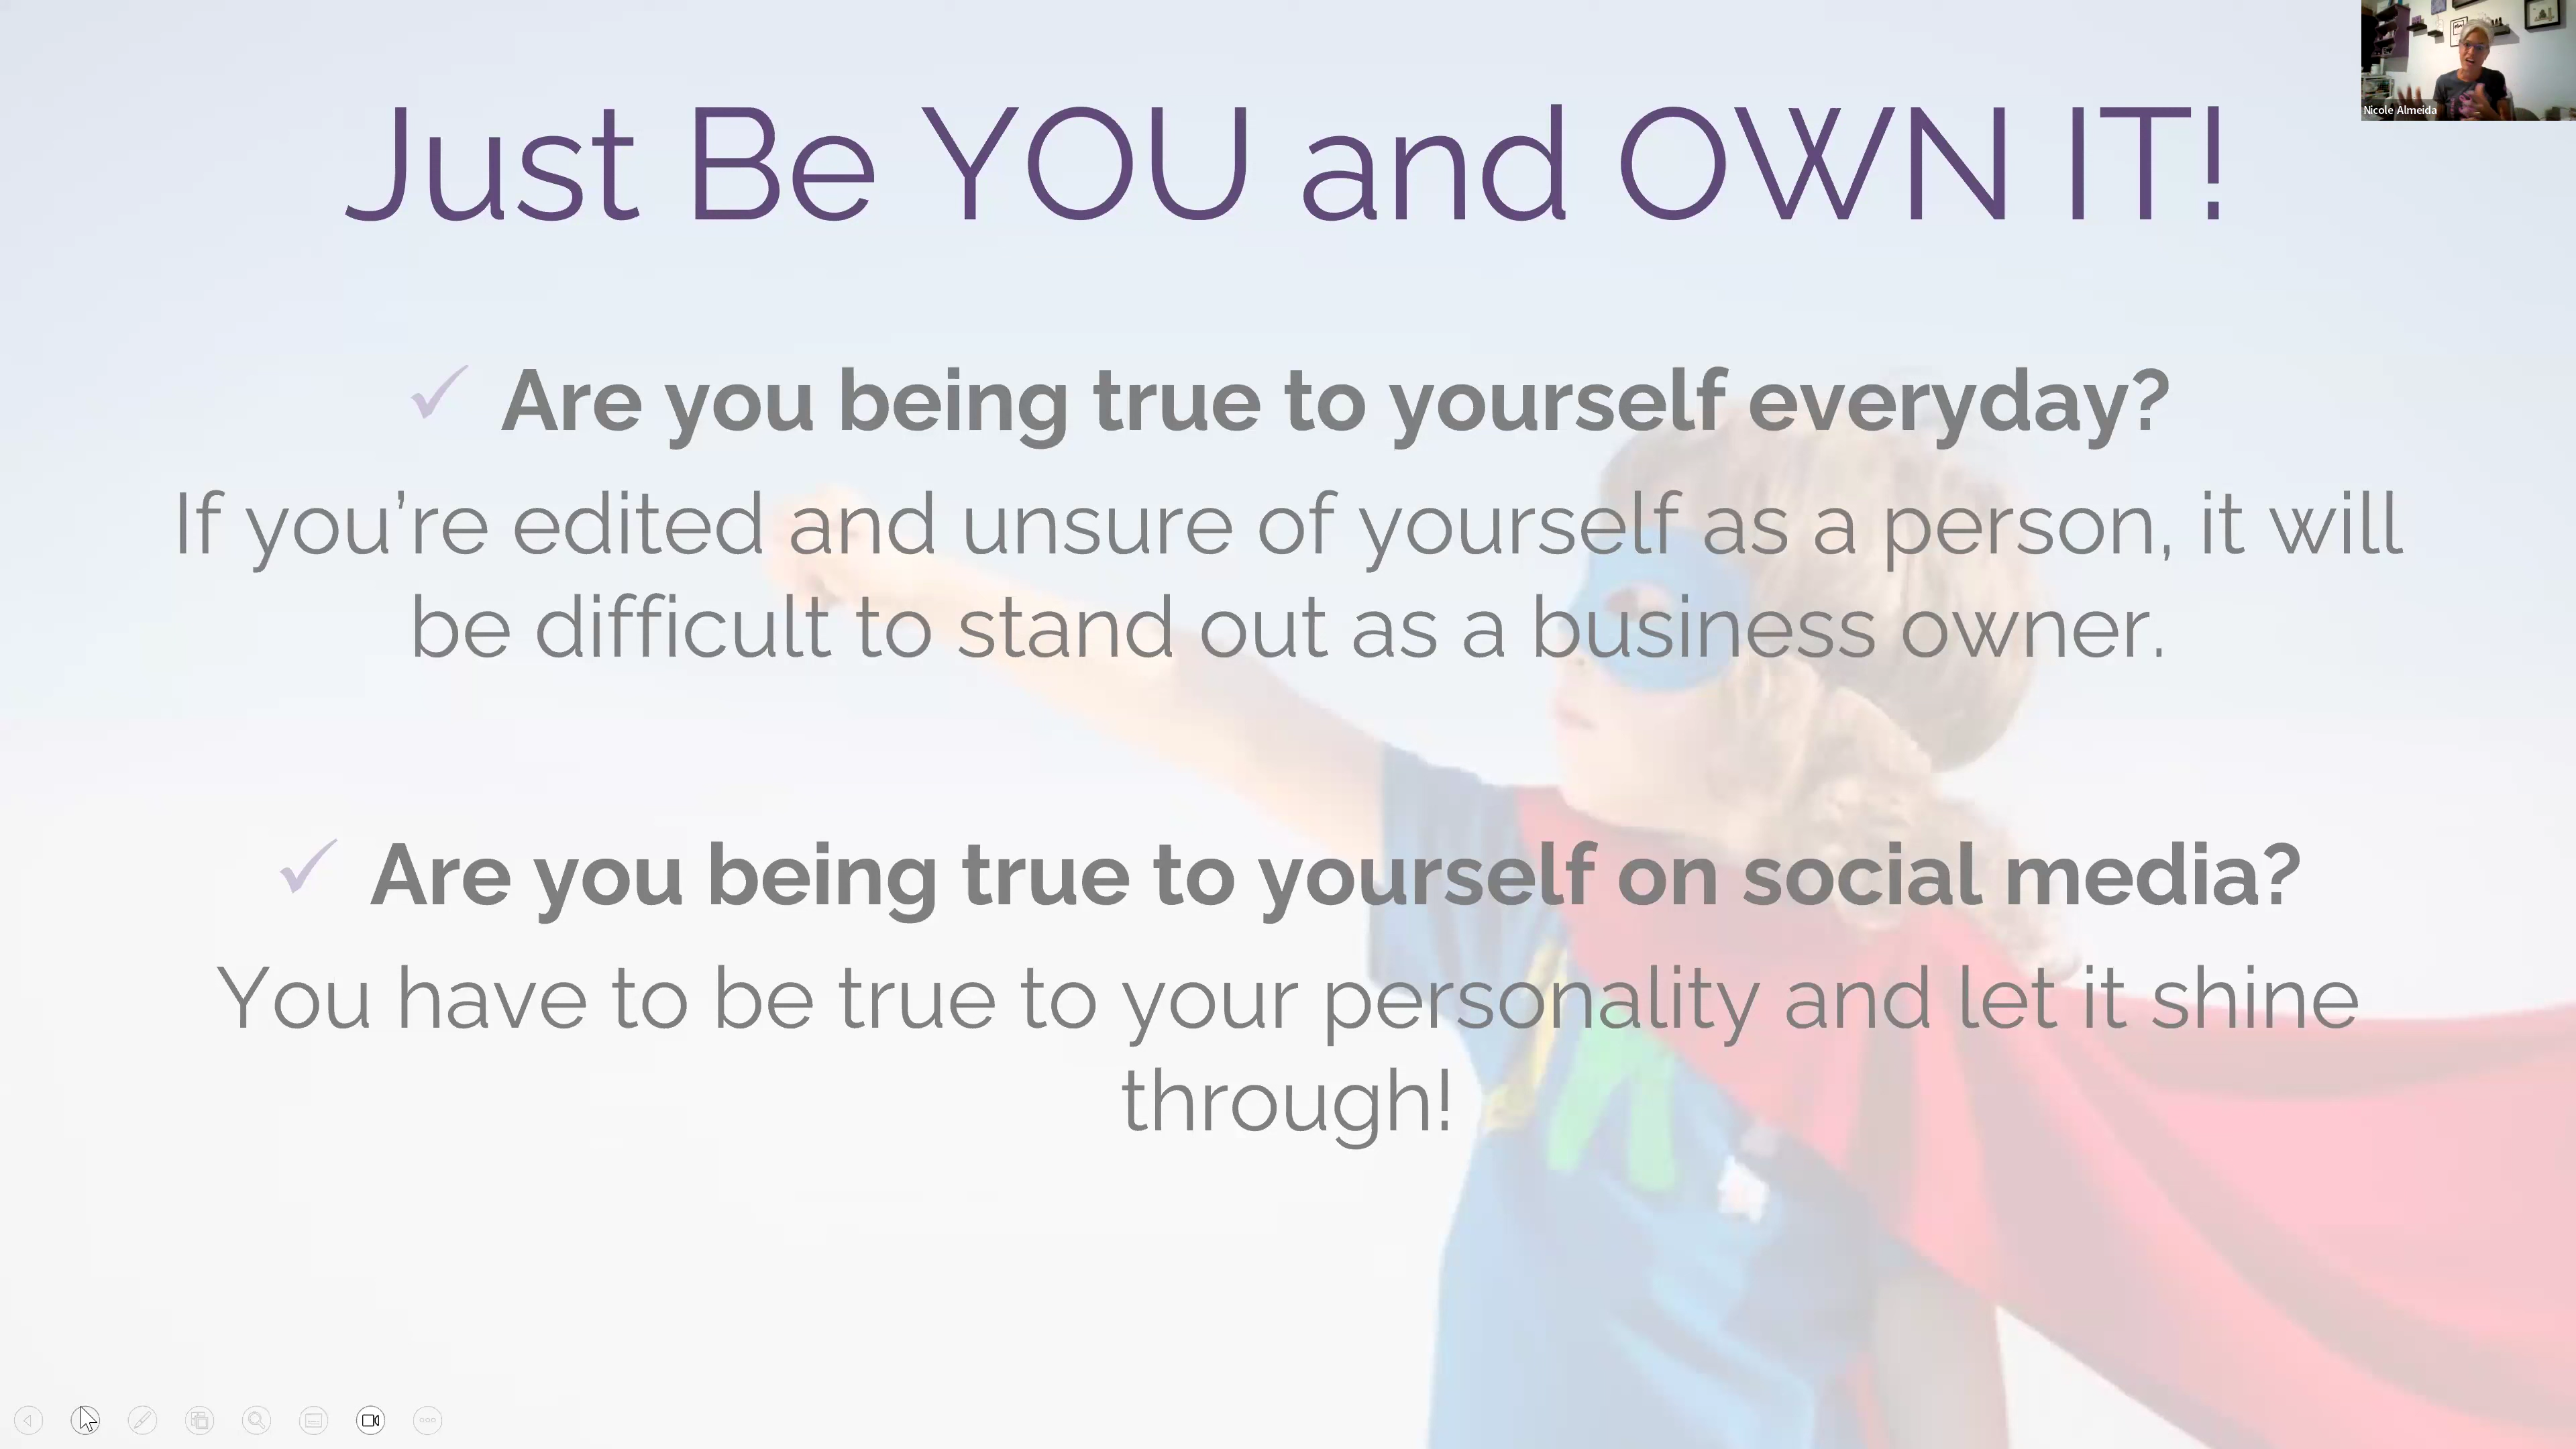 Nicole Almeida
Just Be YOU and OWN IT!
✓ Are you being true to yourself everyday?
If you're edited and unsure of yourself as a person, it will
be difficult to stand out as a business owner.
✓ Are you being true to yourself on social media?
You have to be true to your personality and let it shine
through!